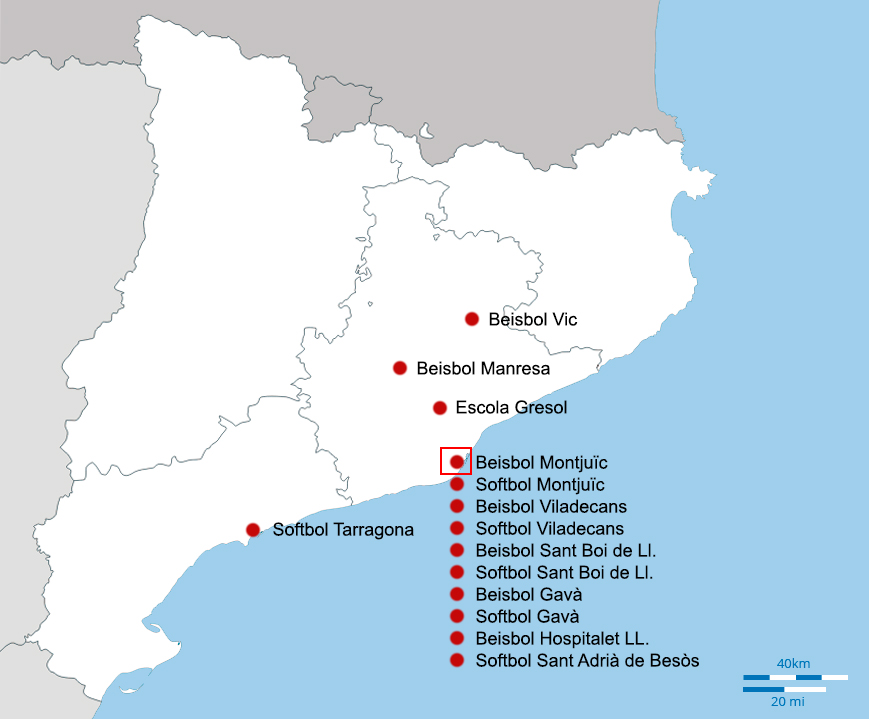 Beisbol Vic
Beisbol Manresa
Escola Gresol
Beisbol Montjuïc
Softbol Montjuïc
Beisbol Viladecans
Softbol Tarragona
Softbol Viladecans
Beisbol Sant Boi de Ll.
Softbol Sant Boi de Ll.
Beisbol Gavà
Softbol Gavà
Beisbol Hospitalet LL.
Softbol Sant Adrià de Besòs
40km
20 mi